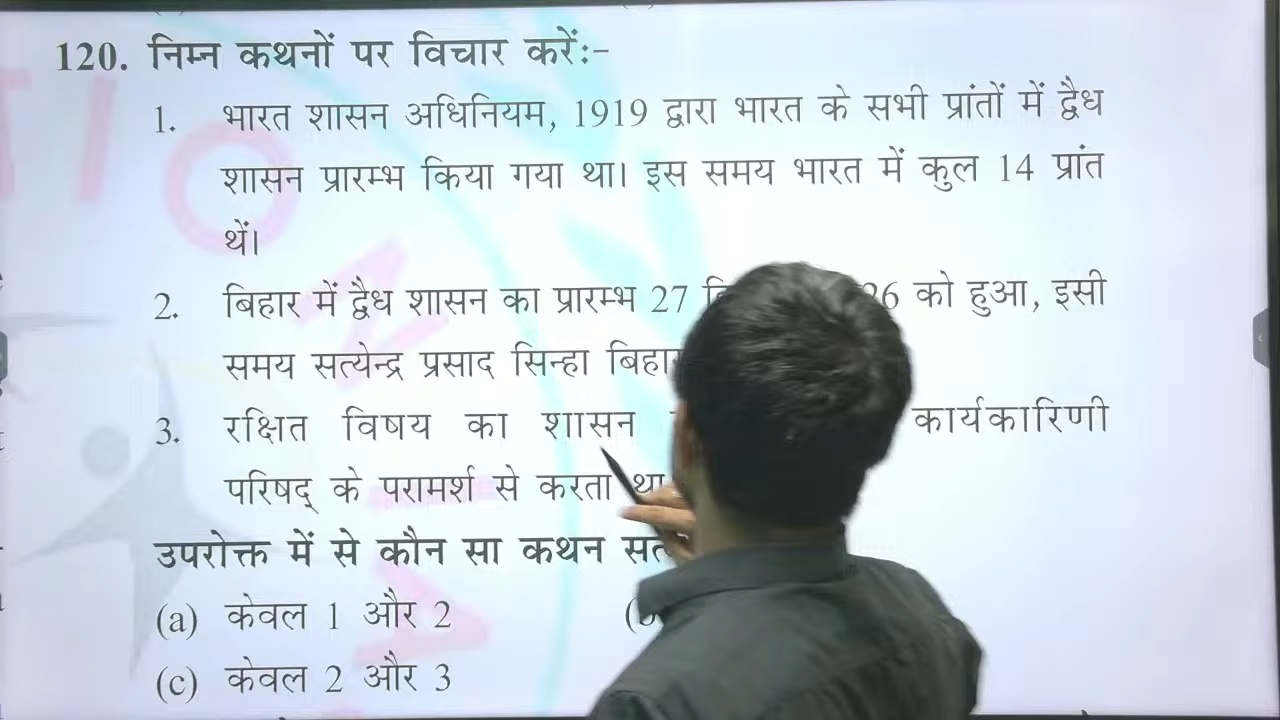 120. निम्न कथनों पर विचार करें:-
1. भारत शासन अधिनियम, 1919 द्वारा भारत के सभी प्रांतों में द्वैध
शासन प्रारम्भ किया गया था। इस समय भारत में कुल 14 प्रांत
थें।
2. बिहार में द्वैध शासन का प्रारम्भ 27 26 को हुआ, इसी
समय सत्येन्द्र प्रसाद सिन्हा बिहार
3. रक्षित विषय का शासन कार्यकारिणी
परिषद् के परामर्श से करता था
उपरोक्त में से कौन सा कथन
(a) केवल 1 और 2 (b
(c) केवल 2 और 3